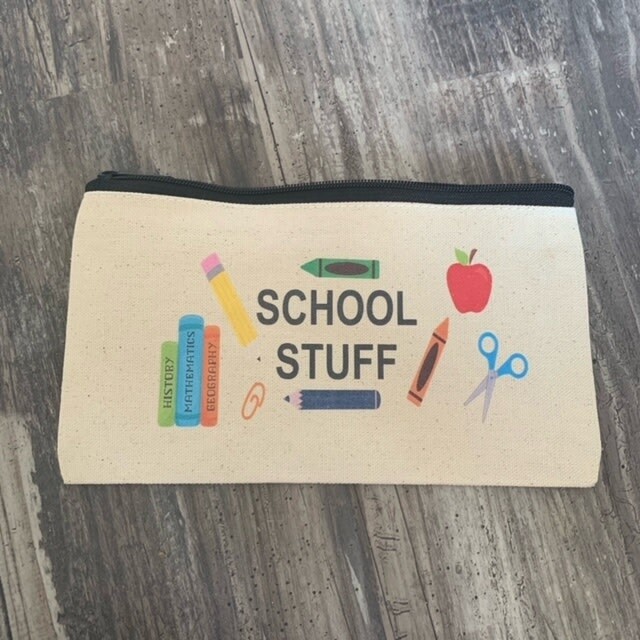 SCHOOL
STUFF
HISTORY
MATHEMATICS
GEOGRAPHY